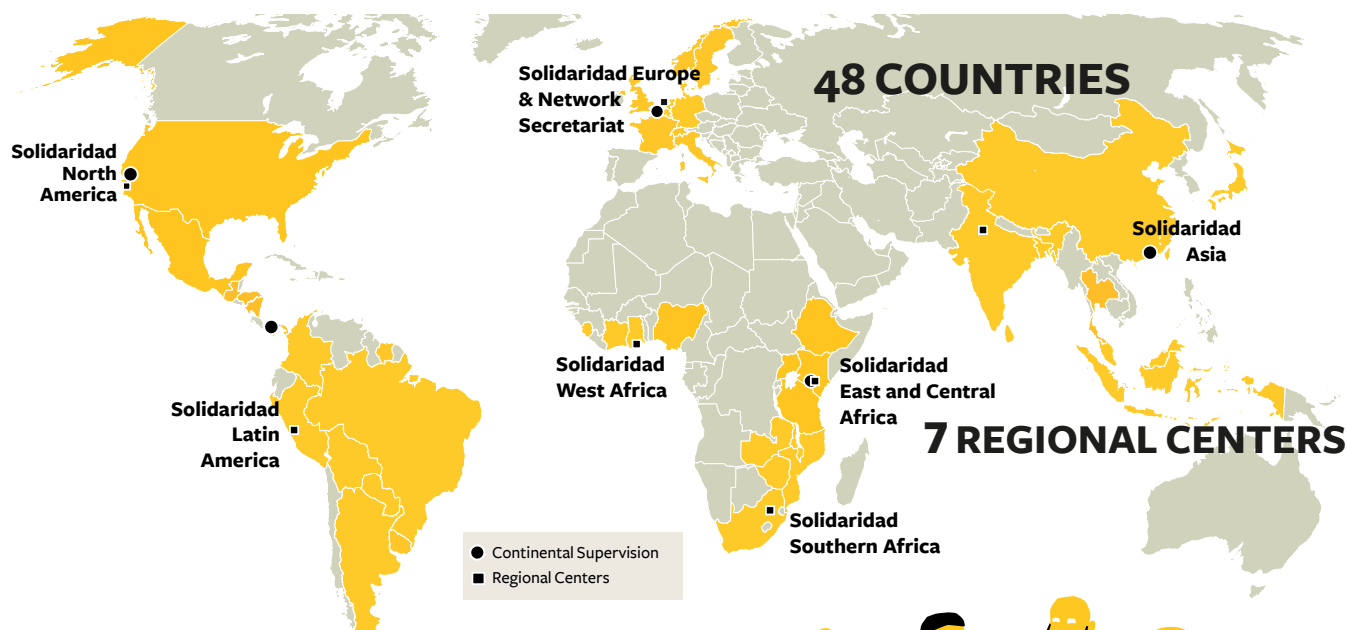 48 COUNTRIES
Solidaridad Europe
& Network
Secretariat
Solidaridad
North
America
Solidaridad
Asia
Solidaridad
West Africa
Solidaridad
East and Central
Africa
7 REGIONAL CENTERS
Solidaridad
Latin
America
Solidaridad
Southern Africa
Continental Supervision
Regional Centers